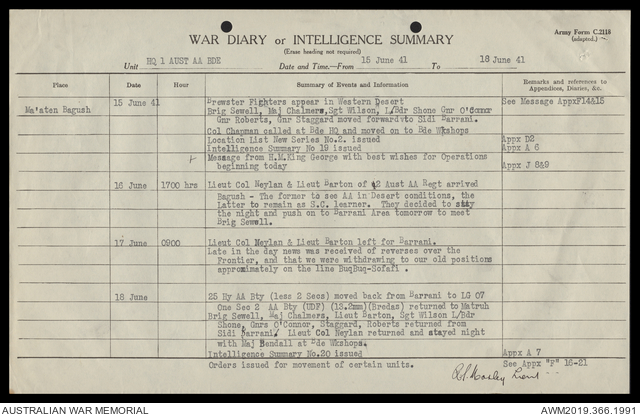 Army Form C.2118
(adapted.)
WAR DIARY or INTELLIGENCE SUMMARY
(Erase heading not required)
Unit HQ 1 AUST AA BDE Date and Time.—From 15 June 41 To 18 June 41
Place Date Hour Summary of Events and Information Remarks and references to Appendices, Diaries, &c.
Ma'aten Bagush 15 June 41 Brewster Fighters appear in Western Desert See Message AppxF14&15
Brig Sewell, Maj Chalmers,Sgt Wilson, L/Bdr Shone Gnr O'Connor
Gnr Roberts, Gnr Staggard moved forward to Sidi Barrani.
Col Chapman called at Bde HQ and moved on to Bde Wkshops
Location List New Series No.2. issued Appx D2
Intelligence Summary No 19 issued Appx A 6
Message from H.M.King George with best wishes for Operations
beginning today Appx J 8&9
16 June 1700 hrs Lieut Col Neylan & Lieut Barton of 42 Aust AA Regt arrived
Bagush - The former to see AA in Desert conditions, the
Latter to remain as S.C. learner. They decided to stay
the night and push on to Barrani Area tomorrow to meet
Brig Sewell.
17 June 0900 Lieut Col Neylan & Lieut Barton left for Barrani.
Late in the day news was received of reverses over the
Frontier, and that we were withdrawing to our old positions
approximately on the line BuqBuq-Sofafi .
18 June 25 Hy AA Bty (less 2 Secs) moved back from Barrani to LG 07
One Sec 2 AA Bty (UDF) (13.2mm)(Bredas) returned to Matruh
Brig Sewell, Maj Chalmers, Lieut Barton, Sgt Wilson L/Bdr
Shone, Gnrs O'Connor, Staggard, Roberts returned from
Sidi Barrani. Lieut Col Neylan returned and stayed night
with Maj Bendall at Bde Wkshops.
Intelligence Summary No.20 issued Appx A 7
Orders issued for movement of certain units. See Appx "F" 16-21
Lieut
AUSTRALIAN WAR MEMORIAL AWM2019.366.1991